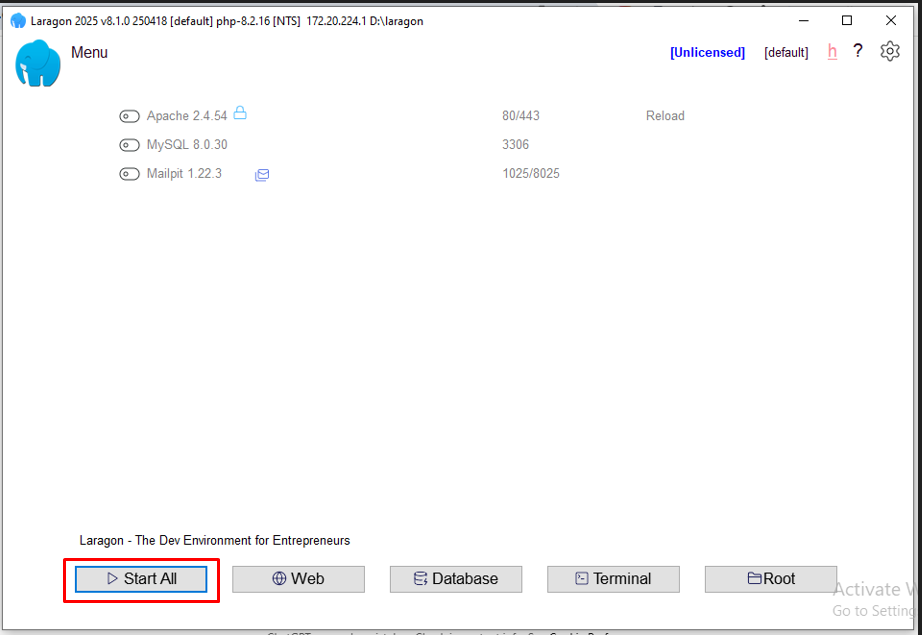 Laragon 2025 v8.1.0 250418 [default] php-8.2.16 [NTS] 172.20.224.1 D:\laragon
Menu
[Unlicensed] [default] h ?
Apache 2.4.54 80/443 Reload
MySQL 8.0.30 3306
Mailpit 1.22.3 1025/8025
Laragon - The Dev Environment for Entrepreneurs
Start All Web Database Terminal Root
Activate W
Go to Setting